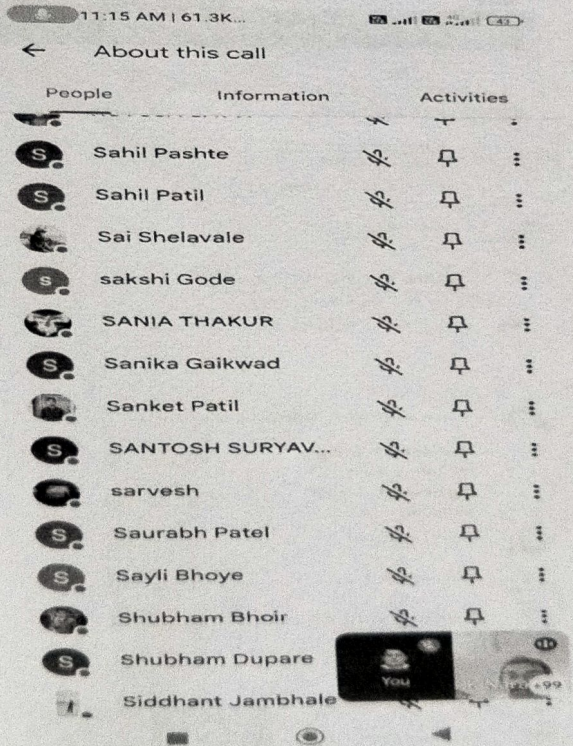 11:15 AM | 61.3K...
About this call
People Information Activities
S Sahil Pashte
S Sahil Patil
Sai Shelavale
s sakshi Gode
SANIA THAKUR
S Sanika Gaikwad
Sanket Patil
S SANTOSH SURYAV...
sarvesh
S Saurabh Patel
S Sayli Bhoye
Shubham Bhoir
S Shubham Dupare
You
+99
Siddhant Jambhale